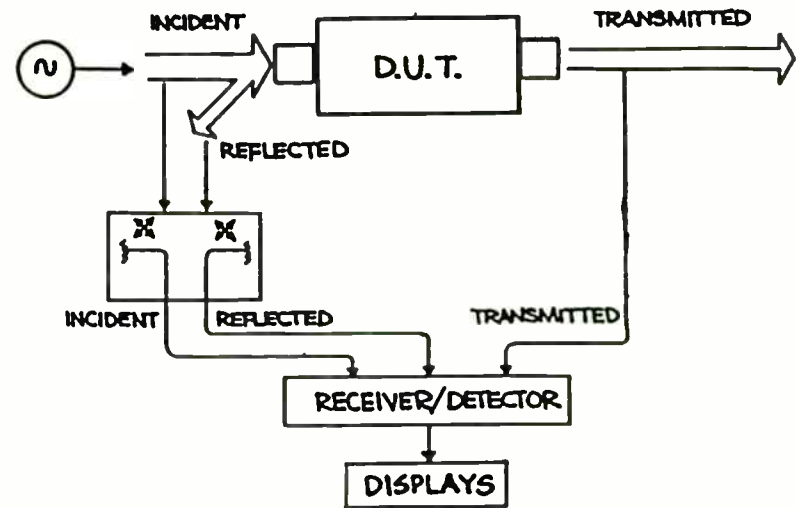 INCIDENT
TRANSMITTED
~
D.U.T.
REFLECTED
INCIDENT
REFLECTED
TRANSMITTED
RECEIVER/DETECTOR
DISPLAYS